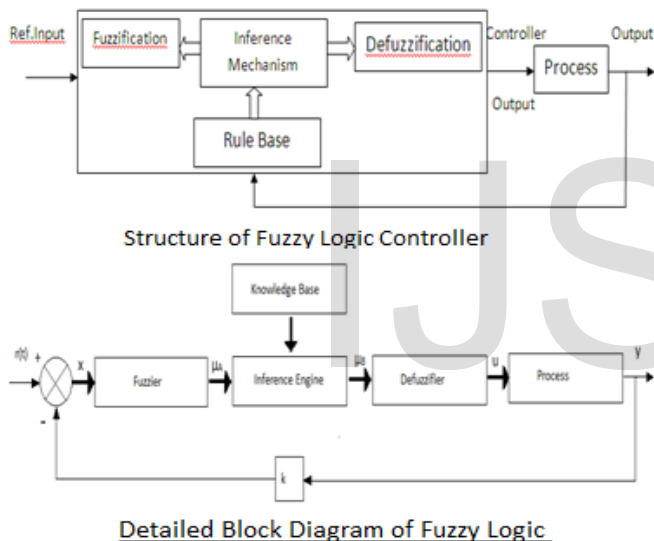 Ref.Input
Fuzzification
Inference
Mechanism
Defuzzification
Controller
Output
Process
Output
Rule Base
IJS
Structure of Fuzzy Logic Controller
Knowledge Base
r(t)
+
x
Fuzzier
μA
Inference Engine
μB
Defuzzifier
u
Process
y
-
k
Detailed Block Diagram of Fuzzy Logic